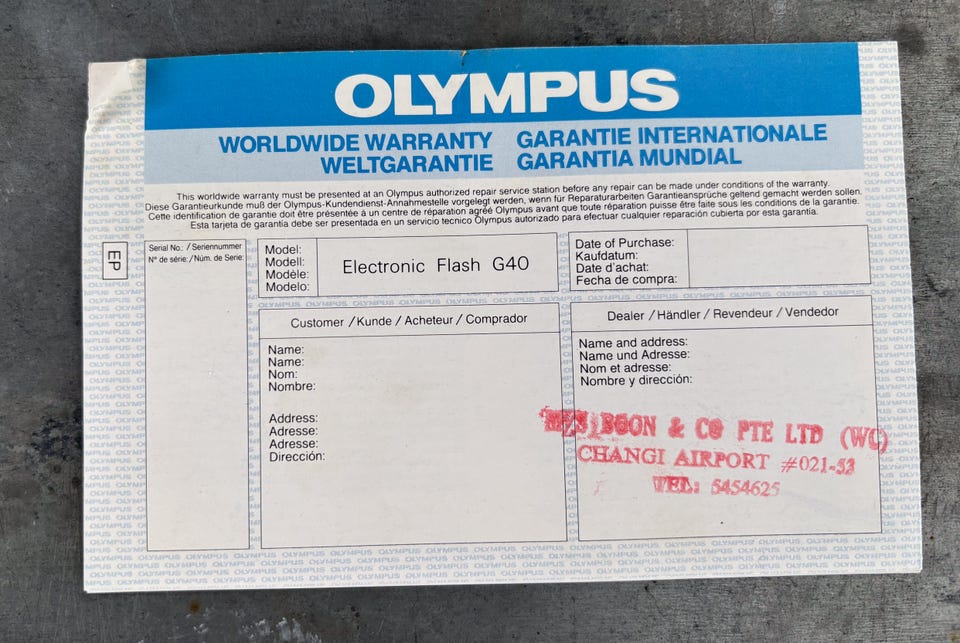 OLYMPUS
WORLDWIDE WARRANTY GARANTIE INTERNATIONALE
WELTGARANTIE GARANTIA MUNDIAL
This worldwide warranty must be presented at an Olympus authorized repair service station before any repair can be made under conditions of the warranty.
Diese Garantieurkunde muß der Olympus-Kundendienst-Annahmestelle vorgelegt werden, wenn für Reparaturarbeiten Garantieansprüche geltend gemacht werden sollen.
Cette identification de garantie doit être présentée à un centre de réparation agréé Olympus avant que toute réparation puisse être faite sous les conditions de la garantie.
Esta tarjeta de garantía debe ser presentada en un servicio tecnico Olympus autorizado para efectuar cualquier reparación cubierta por esta garantía.
EP
Serial No.: / Seriennummer
N° de série: / Núm. de Serie:
Model:
Modell:
Modèle:
Modelo:
Electronic Flash G40
Date of Purchase:
Kaufdatum:
Date d'achat:
Fecha de compra:
Customer / Kunde / Acheteur / Comprador
Name:
Name:
Nom:
Nombre:
Address:
Adresse:
Adresse:
Dirección:
Dealer / Händler / Revendeur / Vendedor
Name and address:
Name und Adresse:
Nom et adresse:
Nombre y dirección:
BOON & CO PTE LTD (WC)
CHANGI AIRPORT #021-53
TEL: 5454625